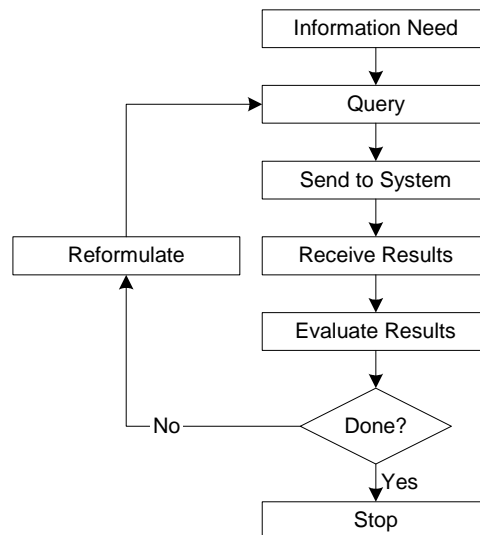 Information Need
Query
Send to System
Reformulate
Receive Results
Evaluate Results
No
Done?
Yes
Stop